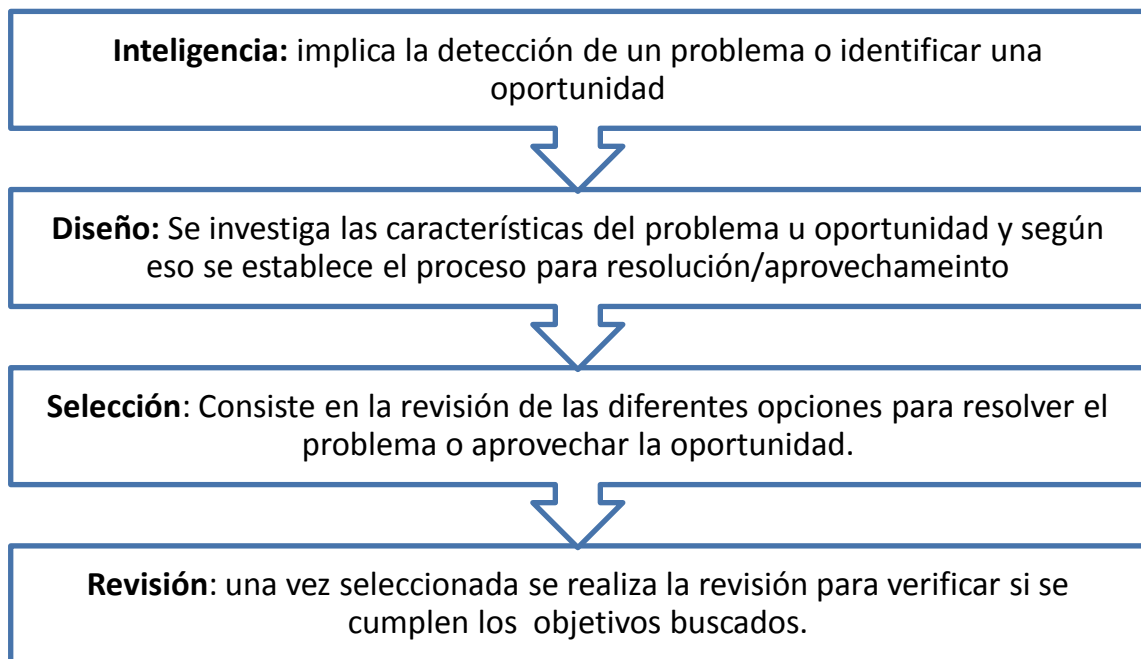 Inteligencia: implica la detección de un problema o identificar una
oportunidad
Diseño: Se investiga las características del problema u oportunidad y según
eso se establece el proceso para resolución/aprovechameinto
Selección: Consiste en la revisión de las diferentes opciones para resolver el
problema o aprovechar la oportunidad.
Revisión: una vez seleccionada se realiza la revisión para verificar si se
cumplen los objetivos buscados.